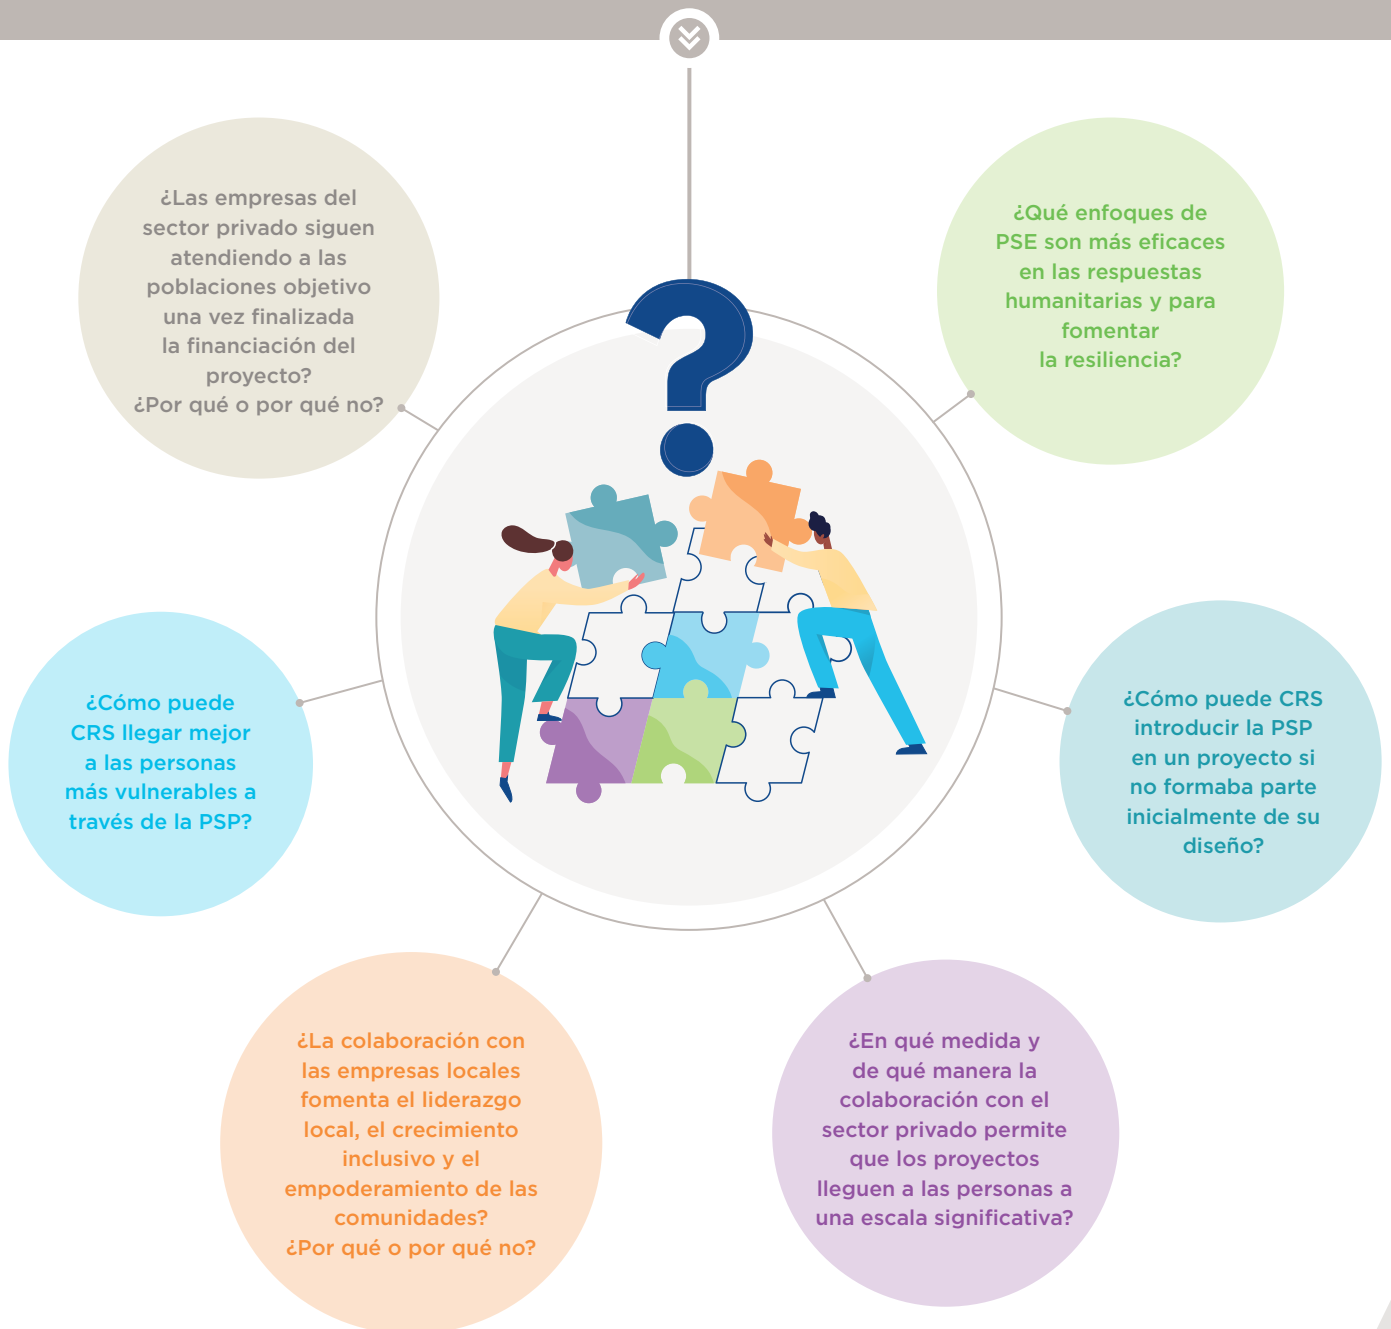 ¿Las empresas del
sector privado siguen
atendiendo a las
poblaciones objetivo
una vez finalizada
la financiación del
proyecto?
¿Por qué o por qué no?
¿Qué enfoques de
PSE son más eficaces
en las respuestas
humanitarias y para
fomentar
la resiliencia?
¿Cómo puede
CRS llegar mejor
a las personas
más vulnerables a
través de la PSP?
¿Cómo puede CRS
introducir la PSP
en un proyecto si
no formaba parte
inicialmente de su
diseño?
¿La colaboración con
las empresas locales
fomenta el liderazgo
local, el crecimiento
inclusivo y el
empoderamiento de las
comunidades?
¿Por qué o por qué no?
¿En qué medida y
de qué manera la
colaboración con el
sector privado permite
que los proyectos
lleguen a las personas a
una escala significativa?
?